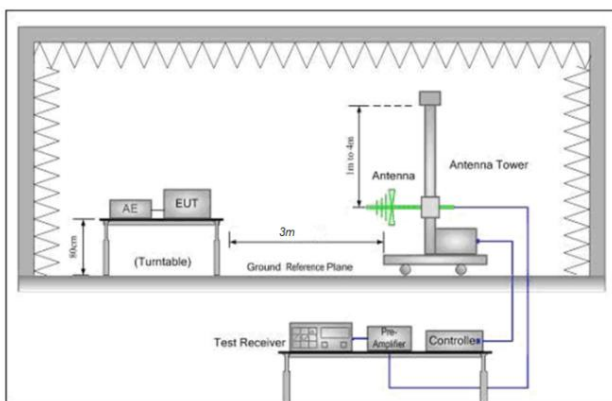 1m to 4m
Antenna
Antenna Tower
AE
EUT
3m
80cm
(Turntable)
Ground Reference Plane
Test Receiver
Pre-
Amplifier
Controller